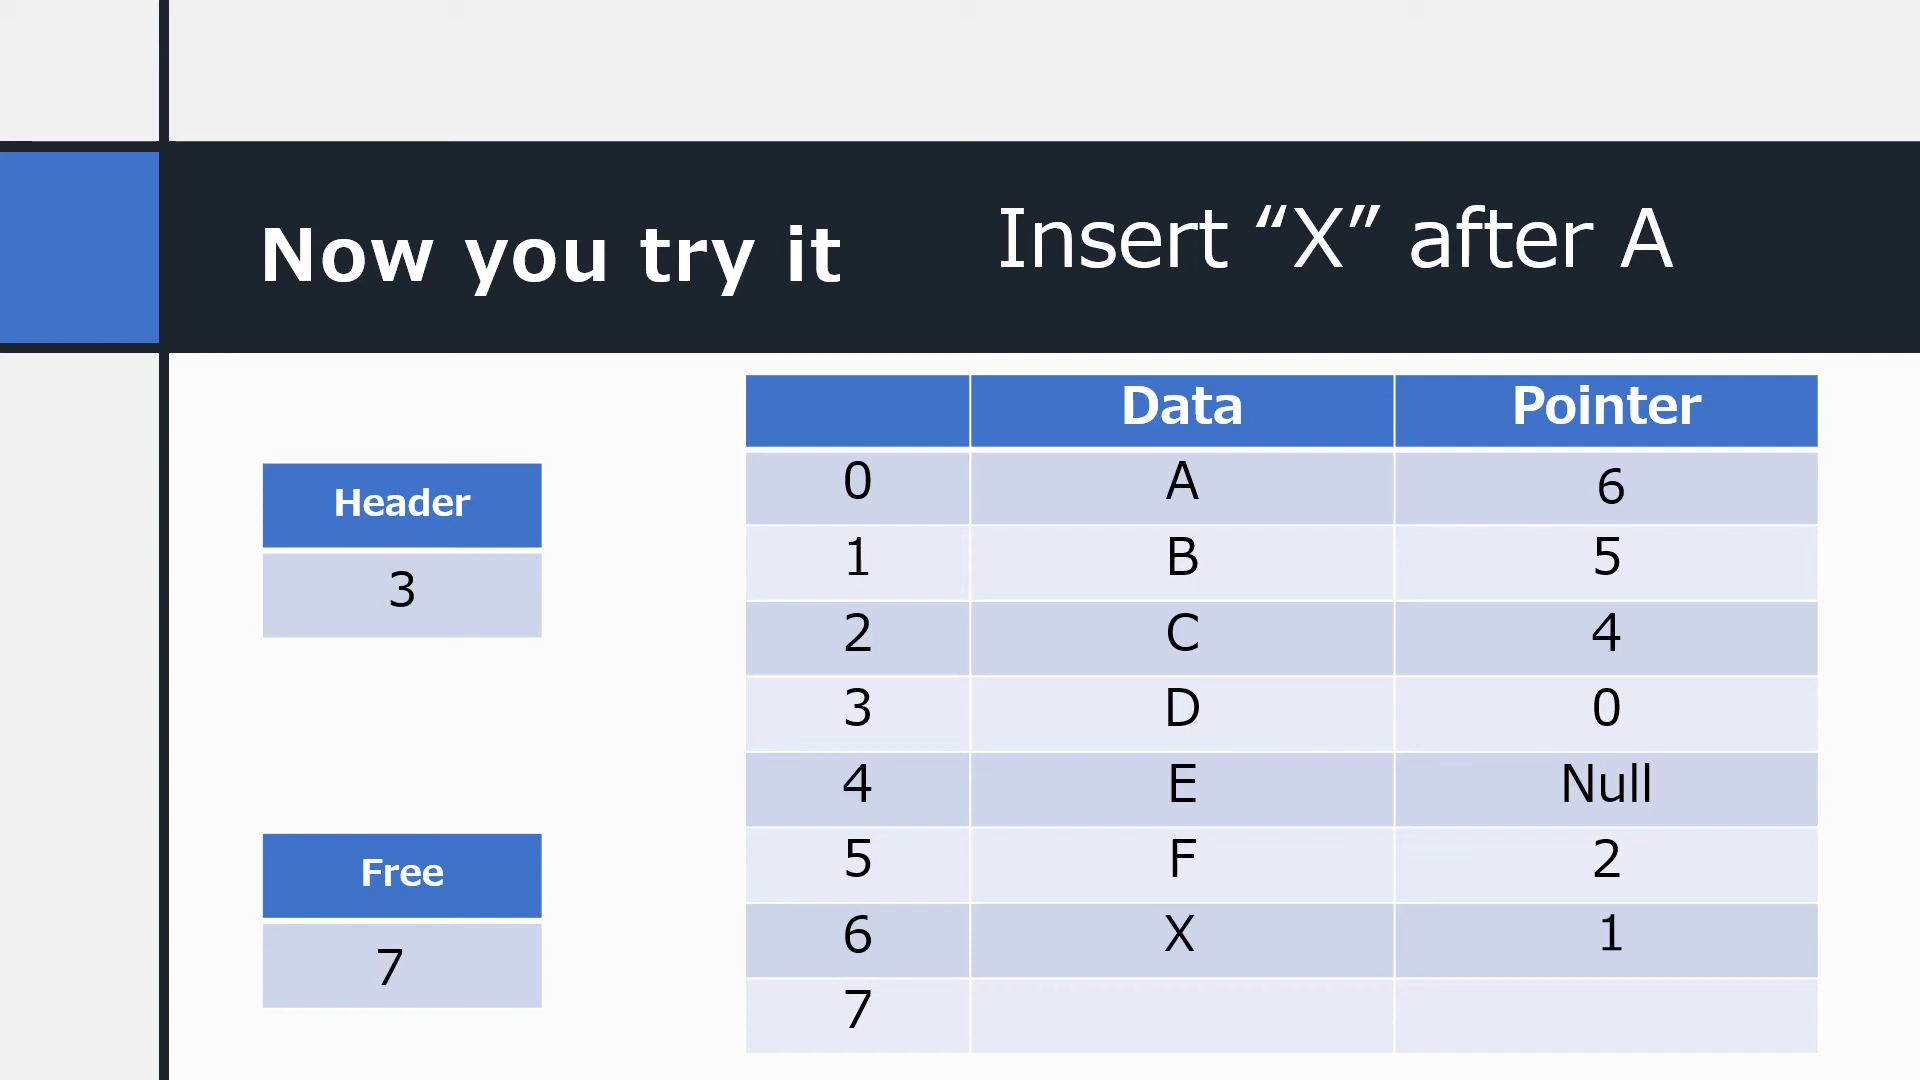 Now you try it
Insert “X” after A
Header
3
Free
7
Data Pointer
0 A 6
1 B 5
2 C 4
3 D 0
4 E Null
5 F 2
6 X 1
7